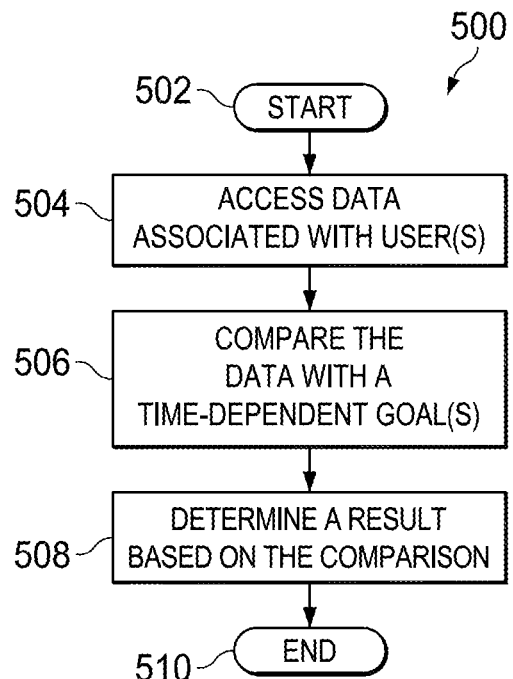 500
502
START
504
ACCESS DATA
ASSOCIATED WITH USER(S)
506
COMPARE THE
DATA WITH A
TIME-DEPENDENT GOAL(S)
508
DETERMINE A RESULT
BASED ON THE COMPARISON
510
END